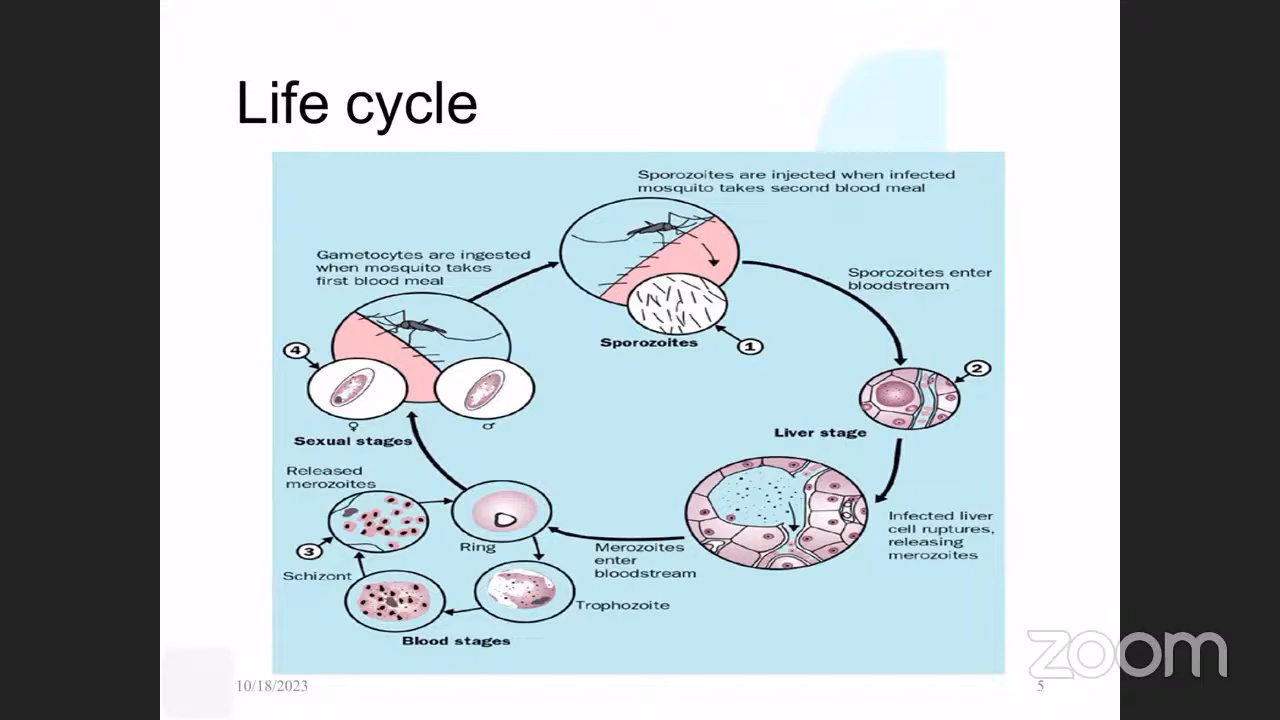 Life cycle
Sporozoites are injected when infected
mosquito takes second blood meal
Gametocytes are ingested
when mosquito takes
first blood meal
Sporozoites enter
bloodstream
Sporozoites
1
4
2
♀
♂
Sexual stages
Liver stage
Released
merozoites
Infected liver
cell ruptures,
releasing
merozoites
Ring
Merozoites
enter
bloodstream
3
Schizont
Trophozoite
Blood stages
zoom
10/18/2023
5